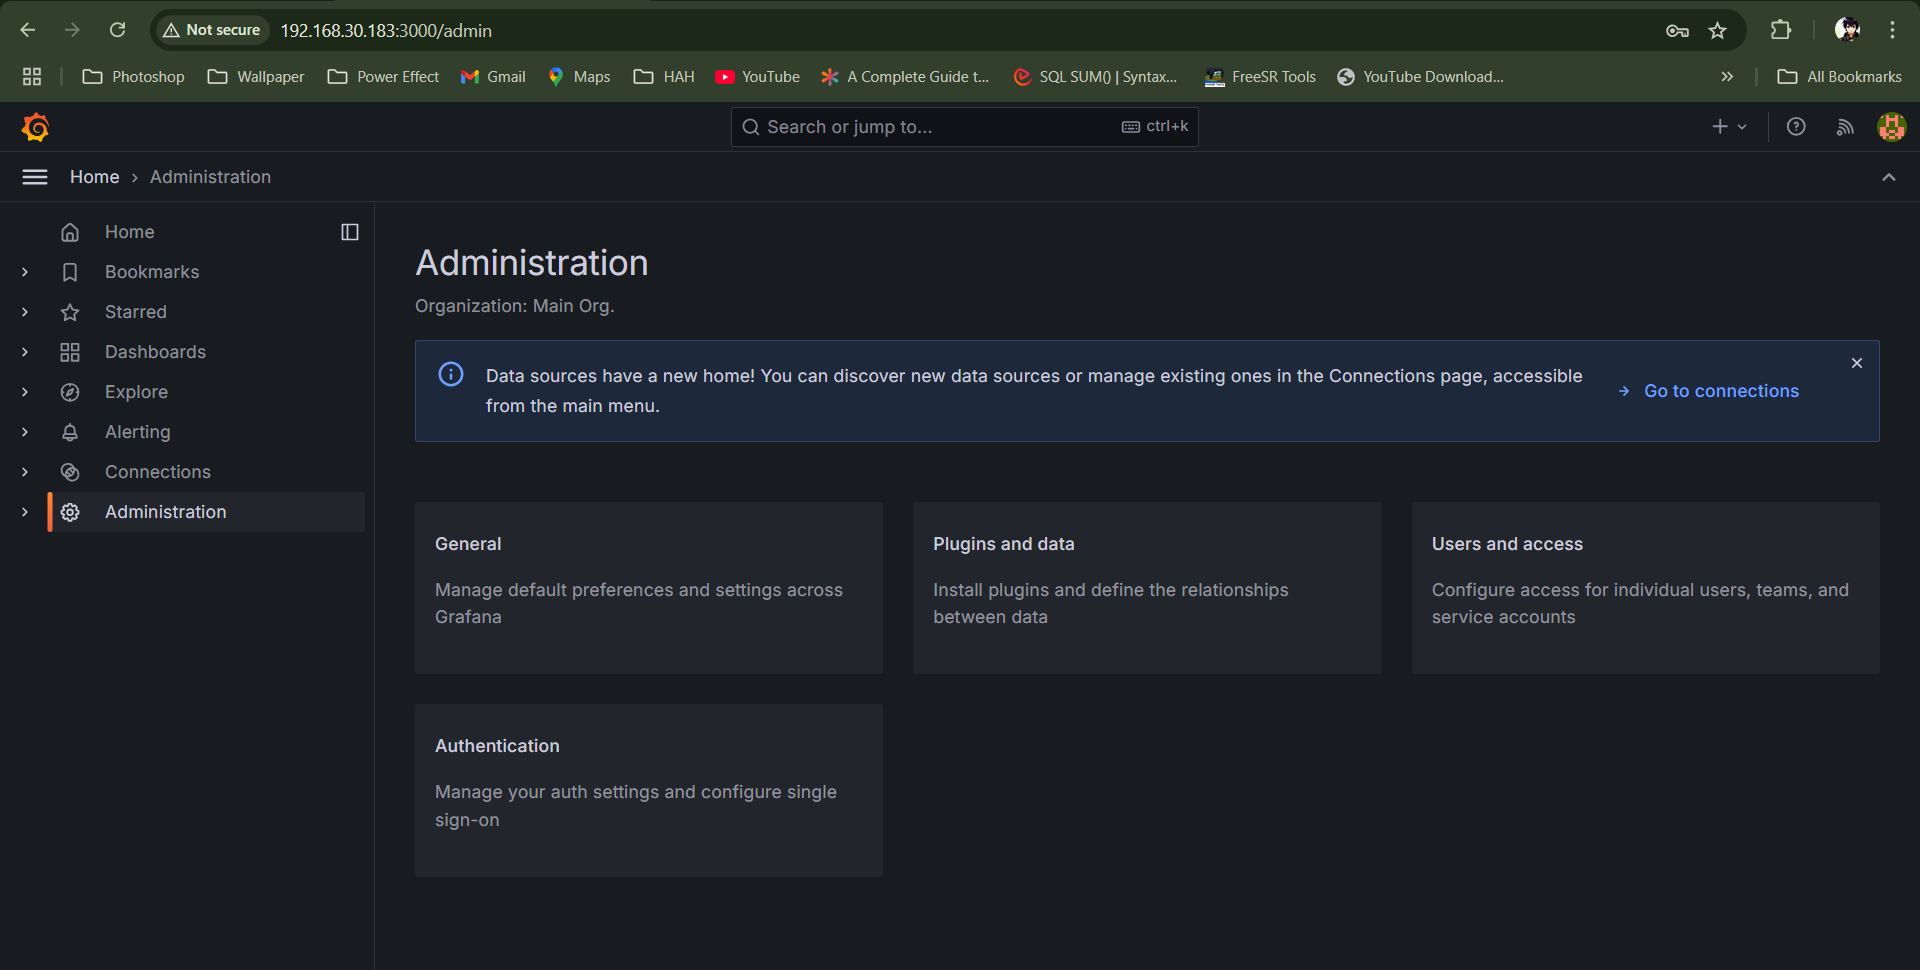 Not secure
192.168.30.183:3000/admin
Photoshop
Wallpaper
Power Effect
Gmail
Maps
HAH
YouTube
A Complete Guide t...
SQL SUM() | Syntax...
FreeSR Tools
YouTube Download...
All Bookmarks
Search or jump to...
ctrl+k
Home
Administration
Home
Bookmarks
Starred
Dashboards
Explore
Alerting
Connections
Administration
Administration
Organization: Main Org.
Data sources have a new home! You can discover new data sources or manage existing ones in the Connections page, accessible
from the main menu.
Go to connections
General
Manage default preferences and settings across
Grafana
Plugins and data
Install plugins and define the relationships
between data
Users and access
Configure access for individual users, teams, and
service accounts
Authentication
Manage your auth settings and configure single
sign-on